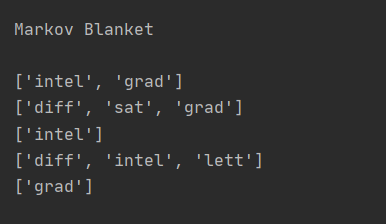 Markov Blanket
['intel', 'grad']
['diff', 'sat', 'grad']
['intel']
['diff', 'intel', 'lett']
['grad']